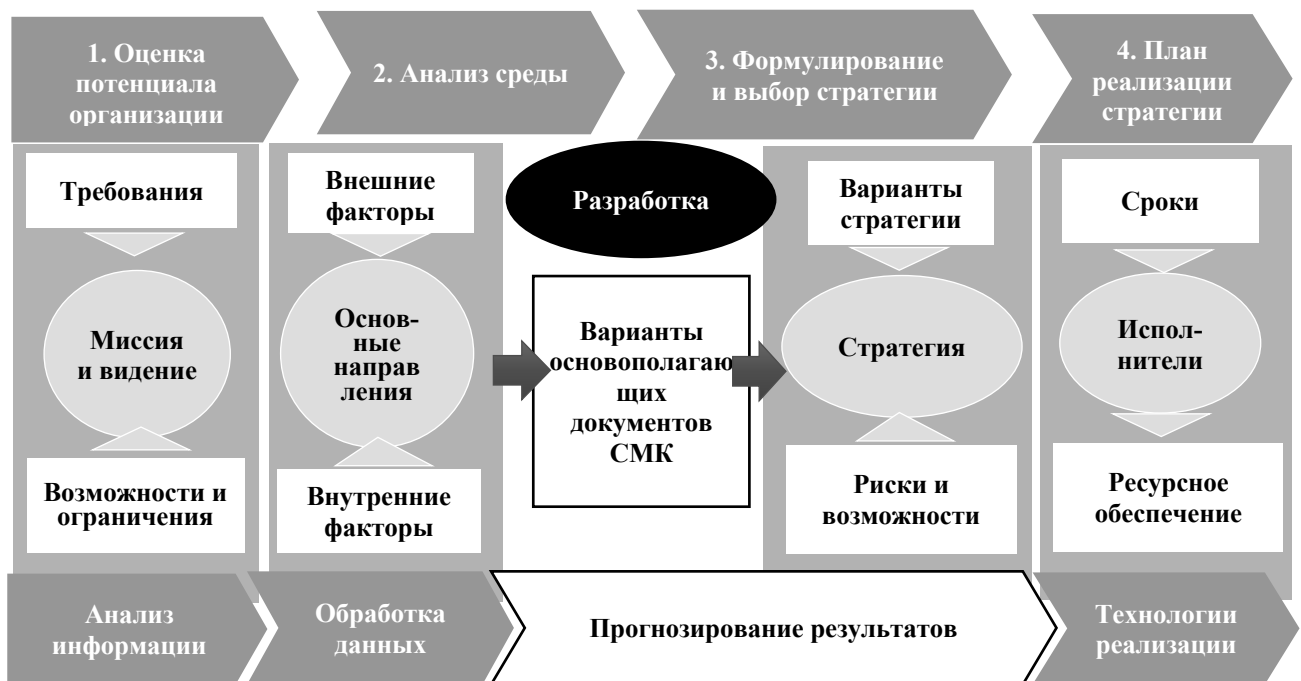 1. Оценка
потенциала
организации
2. Анализ среды
3. Формулирование
и выбор стратегии
4. План
реализации
стратегии
Требования
Миссия
и видение
Возможности и
ограничения
Внешние
факторы
Основ-
ные
направ
ления
Внутренние
факторы
Разработка
Варианты
основополагаю
щих
документов
СМК
Варианты
стратегии
Стратегия
Риски и
возможности
Сроки
Испол-
нители
Ресурсное
обеспечение
Анализ
информации
Обработка
данных
Прогнозирование результатов
Технологии
реализации